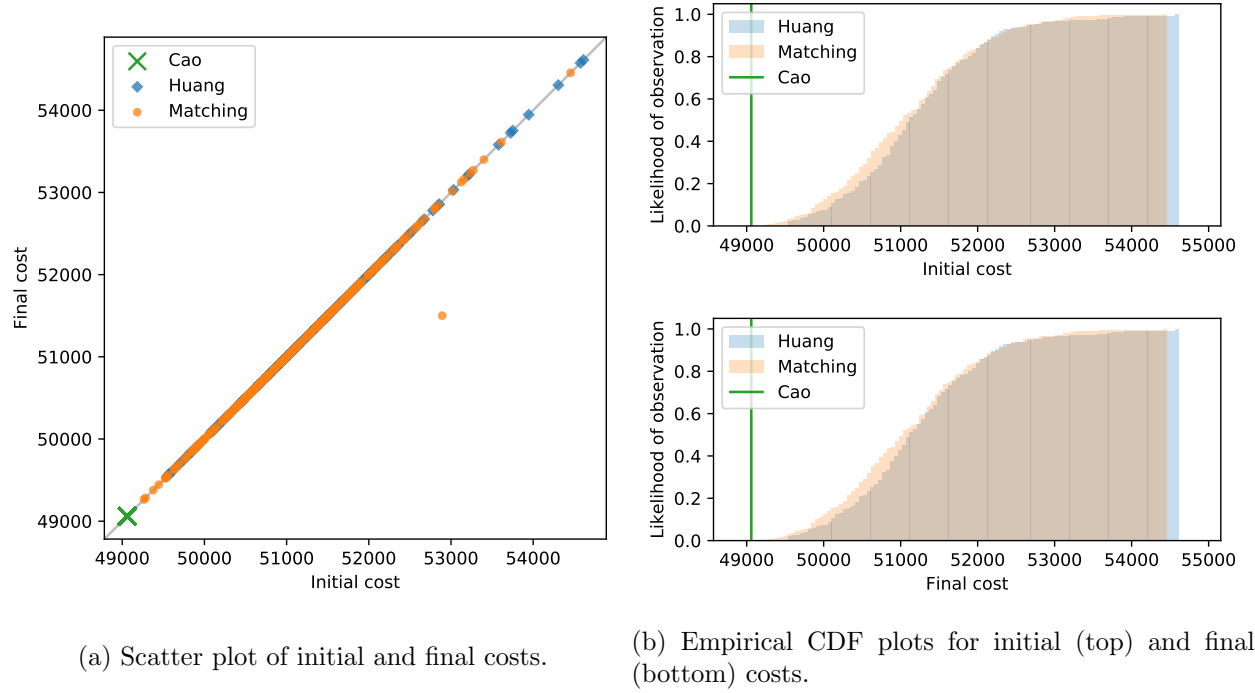 Cao
Huang
Matching
54000
53000
52000
51000
50000
49000
Final cost
49000 50000 51000 52000 53000 54000
Initial cost
(a) Scatter plot of initial and final costs.
1.0
0.8
0.6
0.4
0.2
0.0
Likelihood of observation
Huang
Matching
Cao
49000 50000 51000 52000 53000 54000 55000
Initial cost
1.0
0.8
0.6
0.4
0.2
0.0
Likelihood of observation
Huang
Matching
Cao
49000 50000 51000 52000 53000 54000 55000
Final cost
(b) Empirical CDF plots for initial (top) and final
(bottom) costs.